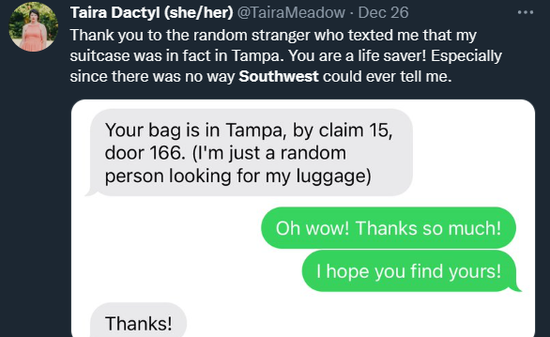 Taira Dactyl (she/her) @TairaMeadow · Dec 26
Thank you to the random stranger who texted me that my
suitcase was in fact in Tampa. You are a life saver! Especially
since there was no way Southwest could ever tell me.
Your bag is in Tampa, by claim 15,
door 166. (I'm just a random
person looking for my luggage)
Oh wow! Thanks so much!
I hope you find yours!
Thanks!